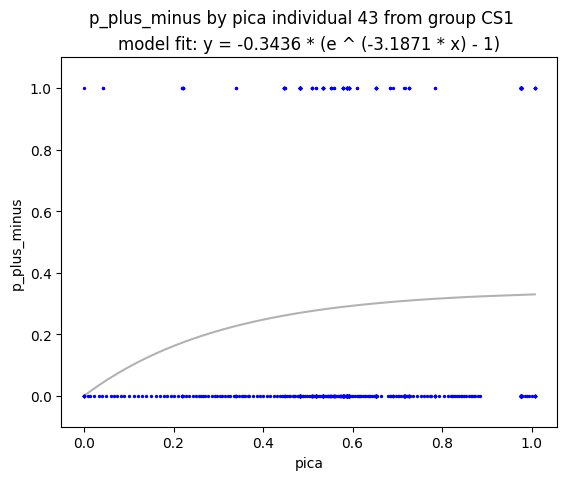 p_plus_minus by pica individual 43 from group CS1
model fit: y = -0.3436 * (e ^ (-3.1871 * x) - 1)
1.0
0.8
0.6
0.4
0.2
0.0
p_plus_minus
0.0 0.2 0.4 0.6 0.8 1.0
pica